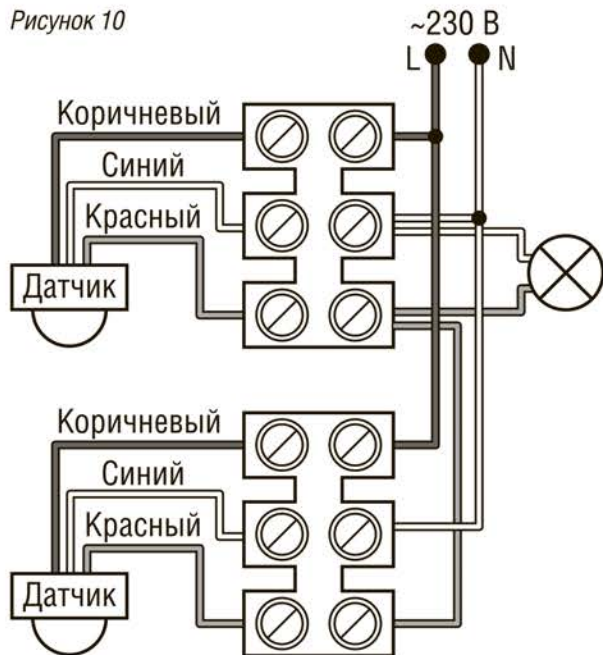 Рисунок 10
~230 В
L N
Коричневый
Синий
Красный
Датчик
Коричневый
Синий
Красный
Датчик